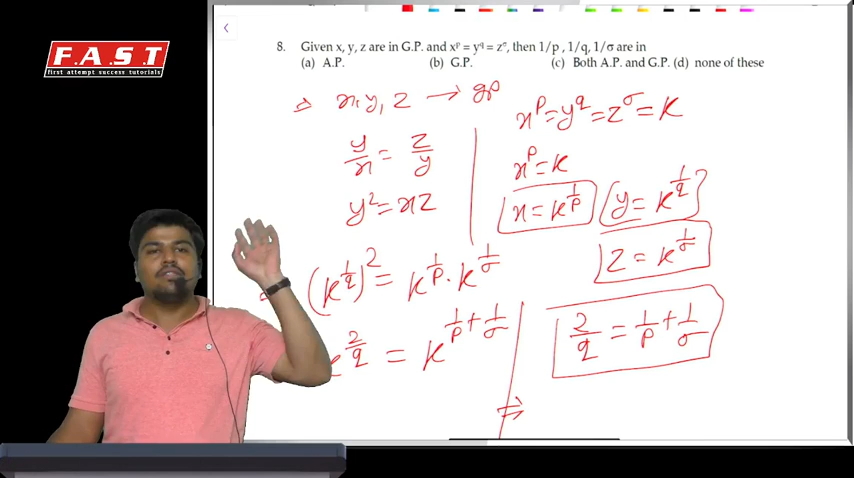 F.A.S.T
first attempt success tutorials
8. Given x, y, z are in G.P. and xᵖ = y^q = z^σ, then 1/p , 1/q, 1/σ are in
(a) A.P. (b) G.P. (c) Both A.P. and G.P. (d) none of these
⇒ x, y, z → gp
y/x = z/y
y² = xz
x^p = y^q = z^σ = K
x^p = K
x = K^(1/p) y = K^(1/q)
z = K^(1/σ)
(K^(1/q))² = K^(1/p) · K^(1/σ)
K^(2/q) = K^(1/p + 1/σ)
2/q = 1/p + 1/σ
⇒